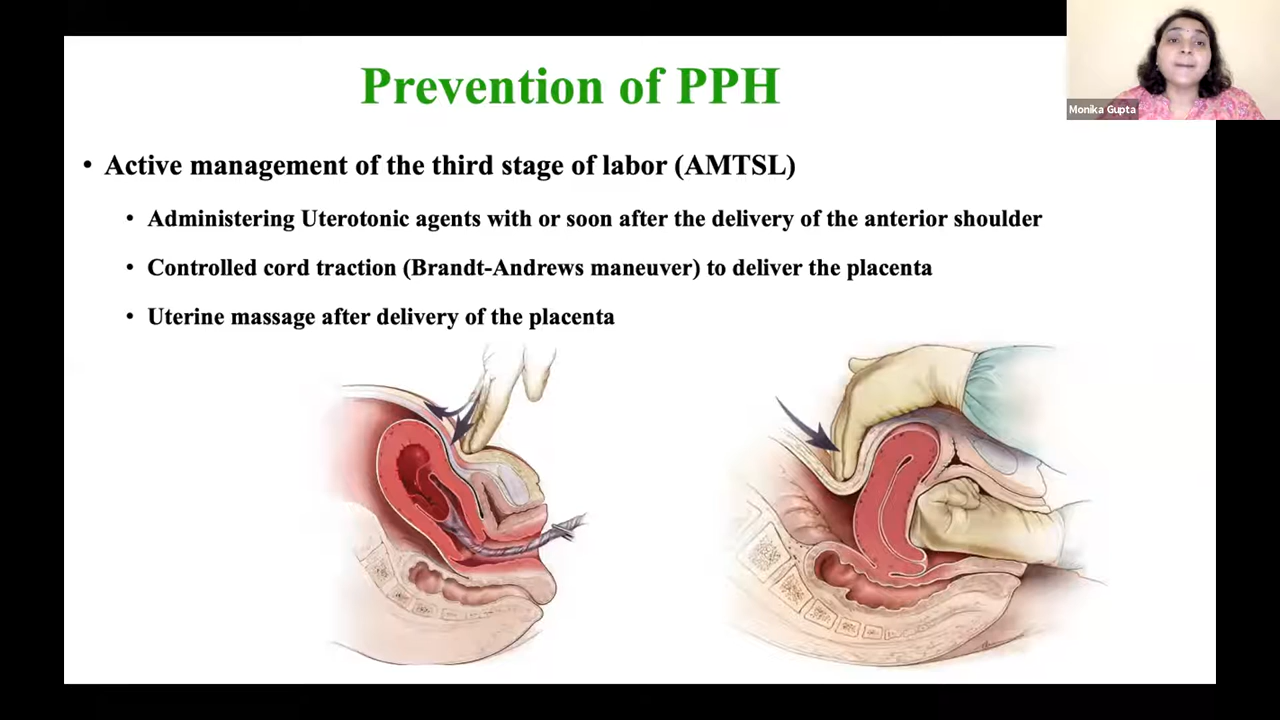 Prevention of PPH
Monika Gupta
• Active management of the third stage of labor (AMTSL)
• Administering Uterotonic agents with or soon after the delivery of the anterior shoulder
• Controlled cord traction (Brandt-Andrews maneuver) to deliver the placenta
• Uterine massage after delivery of the placenta